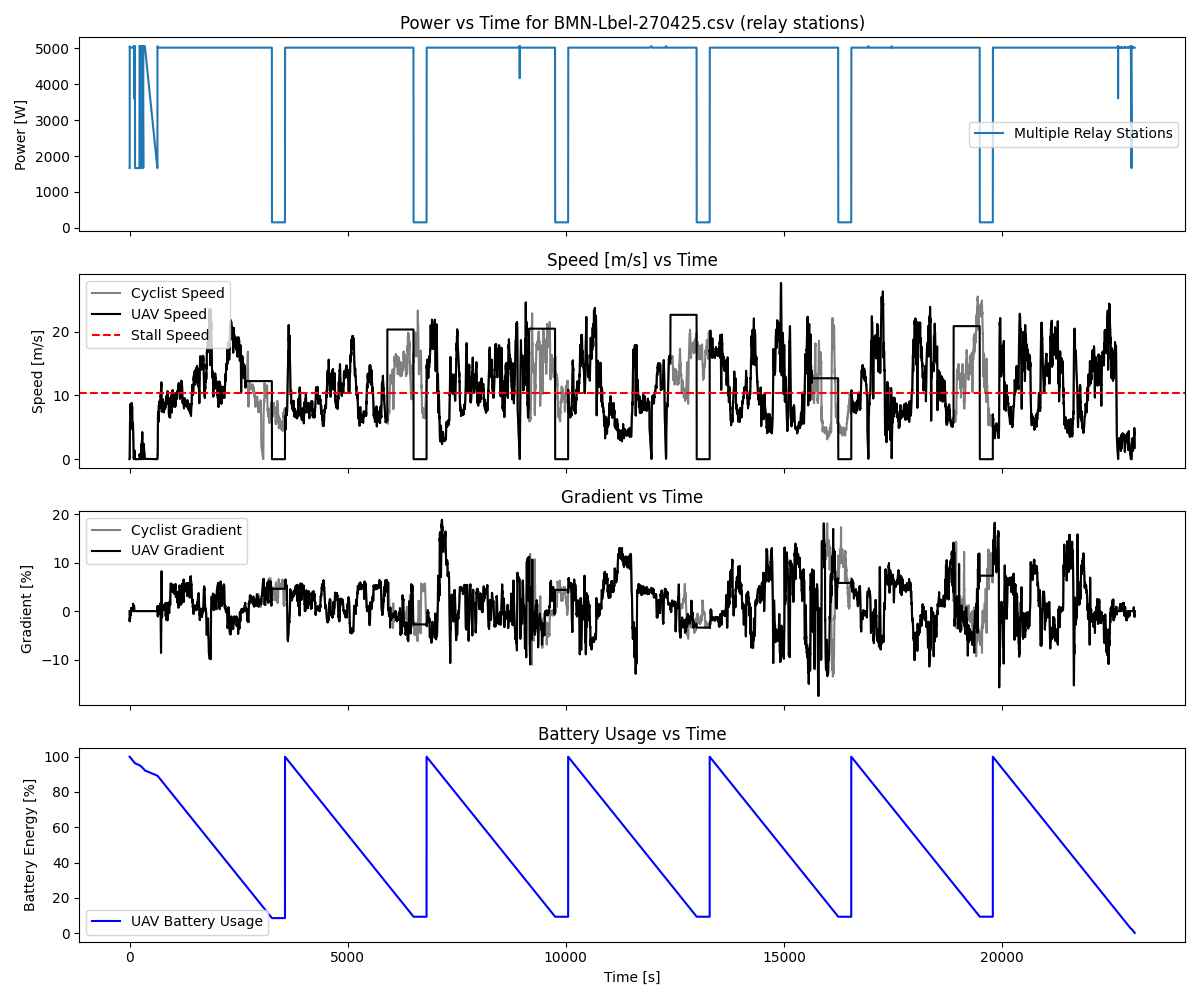 Power vs Time for BMN-Lbel-270425.csv (relay stations)
Power [W]
5000
4000
3000
2000
1000
0
Multiple Relay Stations
Speed [m/s] vs Time
Speed [m/s]
20
10
0
Cyclist Speed
UAV Speed
Stall Speed
Gradient vs Time
Gradient [%]
20
10
0
−10
Cyclist Gradient
UAV Gradient
Battery Usage vs Time
Battery Energy [%]
100
80
60
40
20
0
UAV Battery Usage
0 5000 10000 15000 20000
Time [s]